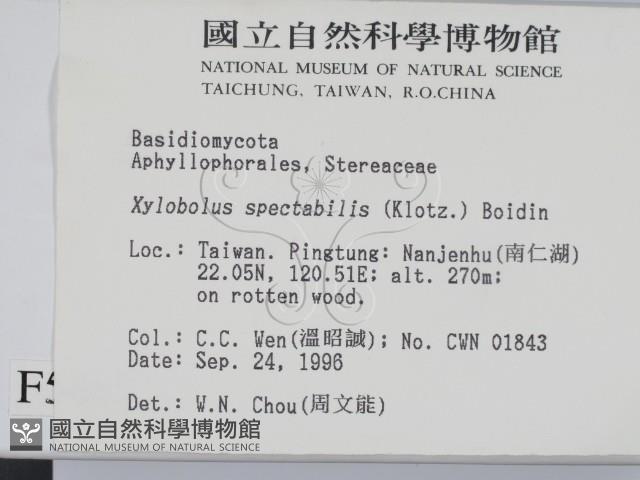 國立自然科學博物館
NATIONAL MUSEUM OF NATURAL SCIENCE
TAICHUNG, TAIWAN, R.O.CHINA
Basidiomycota
Aphyllophorales, Stereaceae
Xylobolus spectabilis (Klotz.) Boidin
Loc.: Taiwan. Pingtung: Nanjenhu(南仁湖)
22.05N, 120.51E; alt. 270m;
on rotten wood.
Col.: C.C. Wen(溫昭誠); No. CWN 01843
Date: Sep. 24, 1996
Det.: W.N. Chou(周文能)
國立自然科學博物館
NATIONAL MUSEUM OF NATURAL SCIENCE